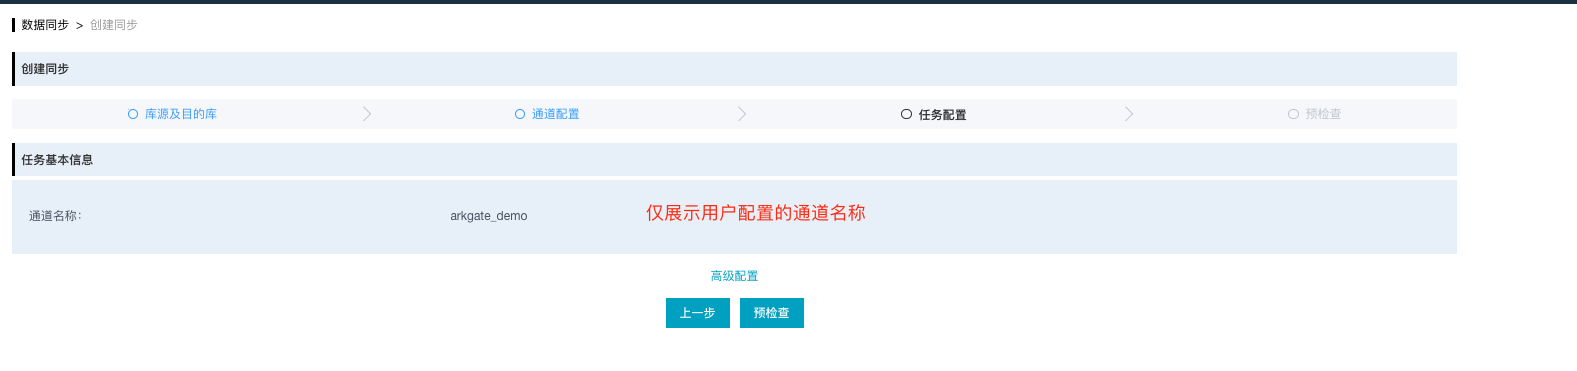 数据同步 > 创建同步
创建同步
库源及目的库 通道配置 任务配置 预检查
任务基本信息
通道名称: arkgate_demo 仅展示用户配置的通道名称
高级配置
上一步 预检查